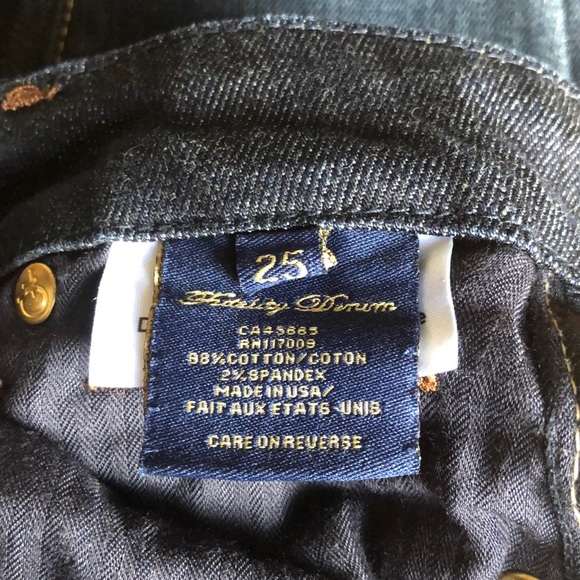 25
Fidelity Denim
CA45665
RN117009
98%COTTON/COTON
2%SPANDEX
MADE IN USA/
FAIT AUX ETATS-UNIS
CARE ON REVERSE